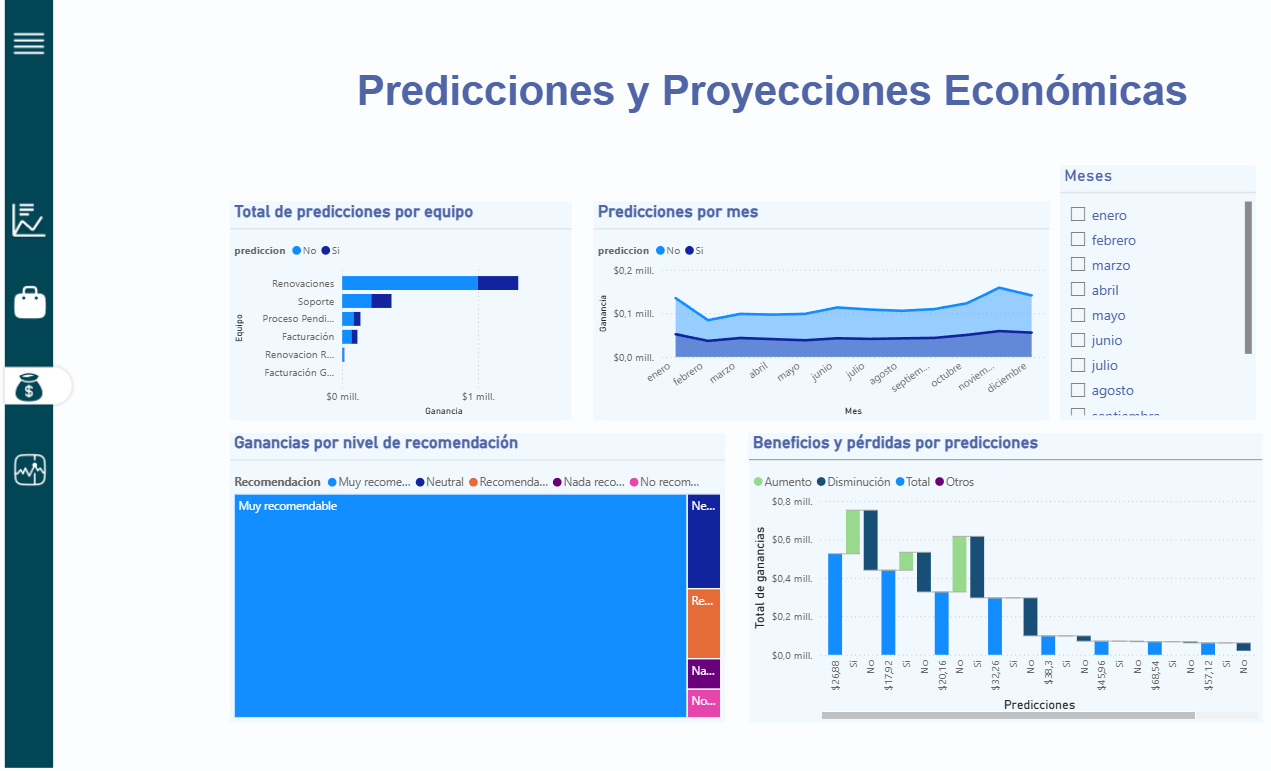 Predicciones y Proyecciones Económicas
Total de predicciones por equipo
prediccion No Si
Renovaciones
Soporte
Proceso Pendi...
Facturación
Renovacion R...
Facturación G...
Equipo
$0 mill. $1 mill.
Ganancia
Predicciones por mes
prediccion No Si
$0,2 mill.
$0,1 mill.
$0,0 mill.
Ganancia
enero febrero marzo abril mayo junio julio agosto septiem... octubre noviem... diciembre
Mes
Meses
enero
febrero
marzo
abril
mayo
junio
julio
agosto
septiembre
Ganancias por nivel de recomendación
Recomendacion Muy recome... Neutral Recomenda... Nada reco... No recom...
Muy recomendable
Ne...
Re...
Na...
No...
Beneficios y pérdidas por predicciones
Aumento Disminución Total Otros
$0,8 mill.
$0,6 mill.
$0,4 mill.
$0,2 mill.
$0,0 mill.
Total de ganancias
$26,88 Si No $17,92 Si No $20,16 No Si $32,26 Si No $38,3 Si No $45,96 Si No $68,54 Si No $57,12 Si No
Predicciones